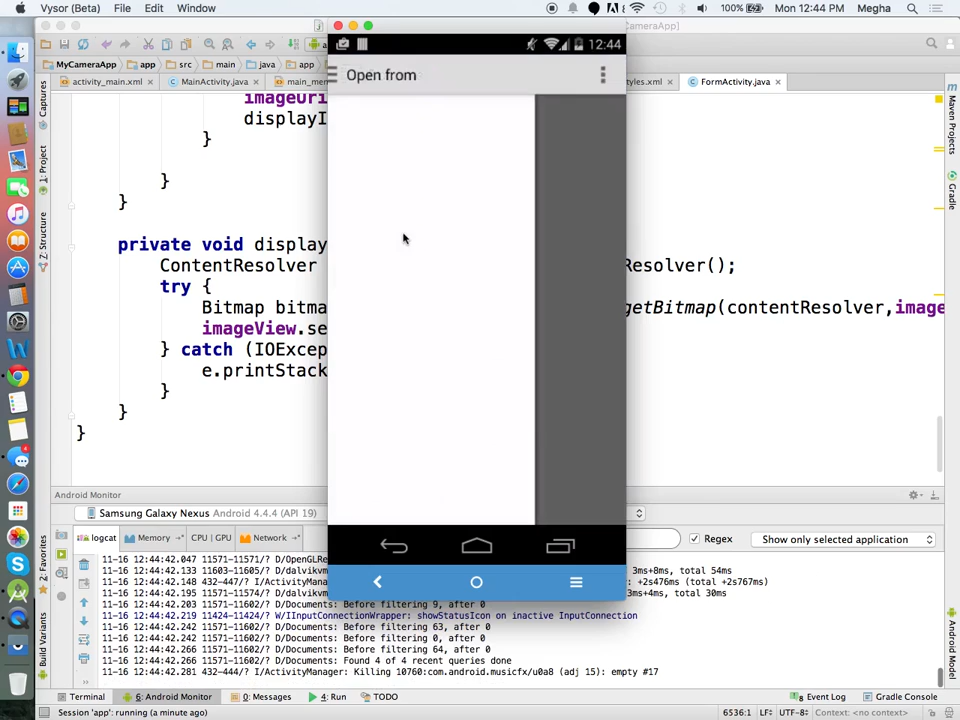 Vysor (Beta) File Edit Window
100% Mon 12:44 PM Megha
[CameraApp]
MyCameraApp app src main java app
activity_main.xml MainActivity.java main_mer styles.xml FormActivity.java
12:44
Open from
imageUri
displayI
}
}
}
private void display
ContentResolver Resolver();
try {
Bitmap bitma getBitmap(contentResolver,image
imageView.se
} catch (IOExcep
e.printStack
}
}
}
Captures
1: Project
7: Structure
2: Favorites
Build Variants
Maven Projects
Gradle
Android Model
Android Monitor
Samsung Galaxy Nexus Android 4.4.4 (API 19)
logcat Memory CPU | GPU Network Regex Show only selected application
11-16 12:44:42.047 11571-11571/? D/OpenGLRe
11-16 12:44:42.133 11603-11605/? D/dalvikvm 3ms+8ms, total 54ms
11-16 12:44:42.148 432-447/? I/ActivityMana +2s476ms (total +2s767ms)
11-16 12:44:42.195 11571-11574/? D/dalvikvm 3ms+4ms, total 30ms
11-16 12:44:42.203 11571-11602/? D/Documents: Before filtering 9, after 0
11-16 12:44:42.219 11424-11424/? W/IInputConnectionWrapper: showStatusIcon on inactive InputConnection
11-16 12:44:42.227 11571-11602/? D/Documents: Before filtering 63, after 0
11-16 12:44:42.238 11571-11602/? D/Documents: Before filtering 0, after 0
11-16 12:44:42.266 11571-11602/? D/Documents: Before filtering 64, after 0
11-16 12:44:42.266 11571-11602/? D/Documents: Found 4 of 4 recent queries done
11-16 12:44:42.281 432-444/? I/ActivityManager: Killing 10760:com.android.musicfx/u0a8 (adj 15): empty #17
Terminal 6: Android Monitor 0: Messages 4: Run TODO Event Log Gradle Console
Session 'app': running (a minute ago) 6536:1 LF UTF-8 Context: <no context>